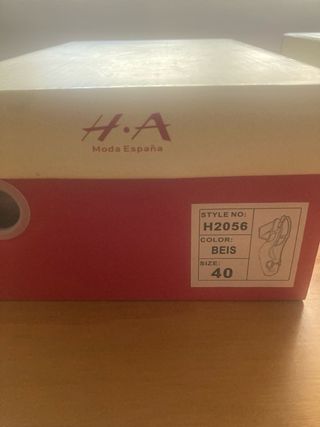 H·A
Moda España
STYLE NO:
H2056
COLOR:
BEIS
SIZE:
40